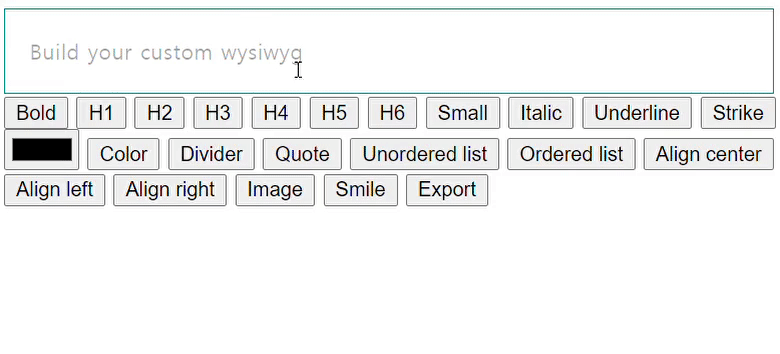 Build your custom wysiwyg
Bold H1 H2 H3 H4 H5 H6 Small Italic Underline Strike
Color Divider Quote Unordered list Ordered list Align center
Align left Align right Image Smile Export